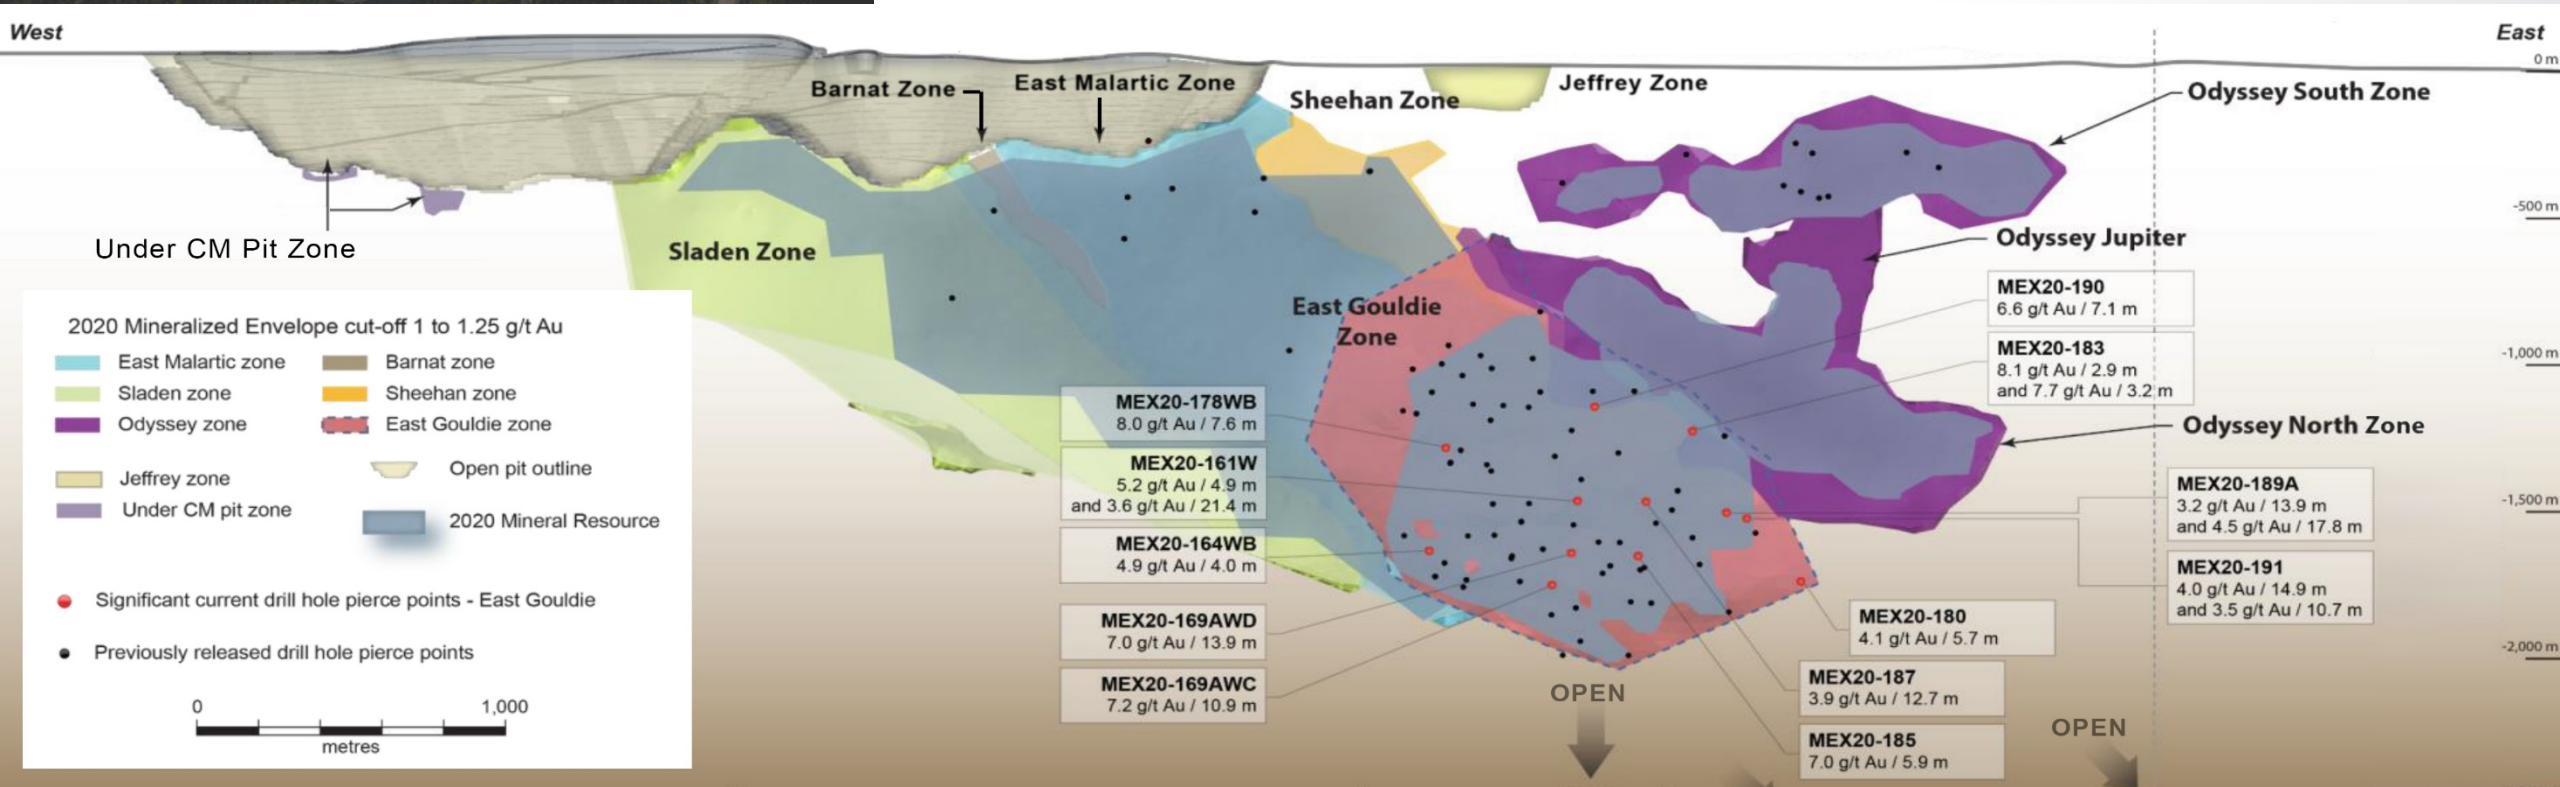 West
East
0 m
Barnat Zone
East Malartic Zone
Sheehan Zone
Jeffrey Zone
Odyssey South Zone
-500 m
Under CM Pit Zone
Sladen Zone
Odyssey Jupiter
East Gouldie
Zone
MEX20-190
6.6 g/t Au / 7.1 m
MEX20-183
8.1 g/t Au / 2.9 m
and 7.7 g/t Au / 3.2 m
-1,000 m
Odyssey North Zone
MEX20-178WB
8.0 g/t Au / 7.6 m
MEX20-161W
5.2 g/t Au / 4.9 m
and 3.6 g/t Au / 21.4 m
MEX20-164WB
4.9 g/t Au / 4.0 m
MEX20-169AWD
7.0 g/t Au / 13.9 m
MEX20-169AWC
7.2 g/t Au / 10.9 m
MEX20-189A
3.2 g/t Au / 13.9 m
and 4.5 g/t Au / 17.8 m
-1,500 m
MEX20-191
4.0 g/t Au / 14.9 m
and 3.5 g/t Au / 10.7 m
MEX20-180
4.1 g/t Au / 5.7 m
-2,000 m
MEX20-187
3.9 g/t Au / 12.7 m
MEX20-185
7.0 g/t Au / 5.9 m
OPEN
OPEN
2020 Mineralized Envelope cut-off 1 to 1.25 g/t Au
East Malartic zone
Barnat zone
Sladen zone
Sheehan zone
Odyssey zone
East Gouldie zone
Jeffrey zone
Open pit outline
Under CM pit zone
2020 Mineral Resource
Significant current drill hole pierce points - East Gouldie
Previously released drill hole pierce points
0
1,000
metres